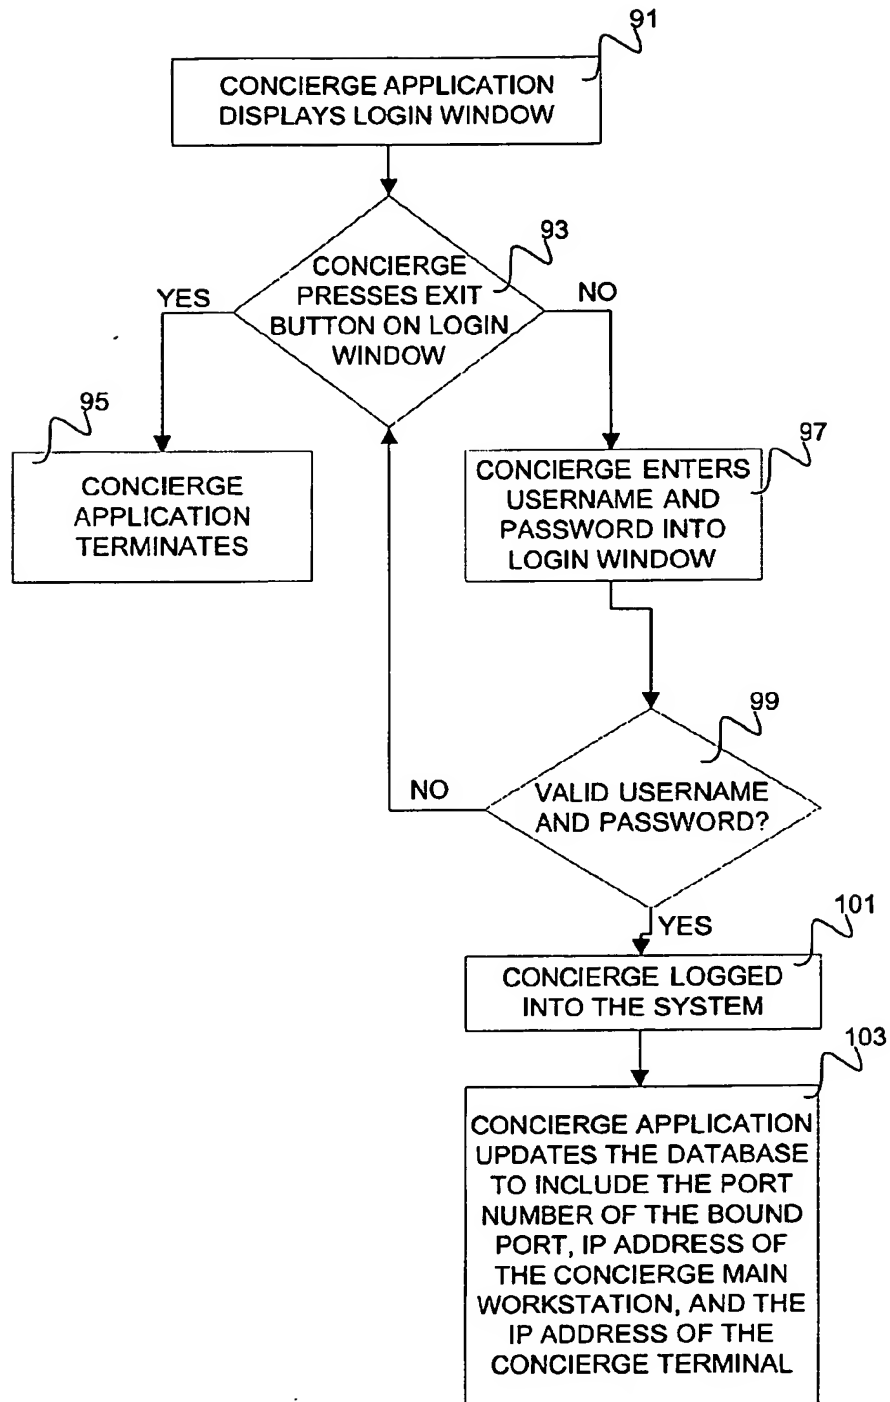 91
CONCIERGE APPLICATION
DISPLAYS LOGIN WINDOW
93
CONCIERGE
PRESSES EXIT
BUTTON ON LOGIN
WINDOW
YES
NO
95
CONCIERGE
APPLICATION
TERMINATES
97
CONCIERGE ENTERS
USERNAME AND
PASSWORD INTO
LOGIN WINDOW
99
VALID USERNAME
AND PASSWORD?
NO
YES
101
CONCIERGE LOGGED
INTO THE SYSTEM
103
CONCIERGE APPLICATION
UPDATES THE DATABASE
TO INCLUDE THE PORT
NUMBER OF THE BOUND
PORT, IP ADDRESS OF
THE CONCIERGE MAIN
WORKSTATION, AND THE
IP ADDRESS OF THE
CONCIERGE TERMINAL